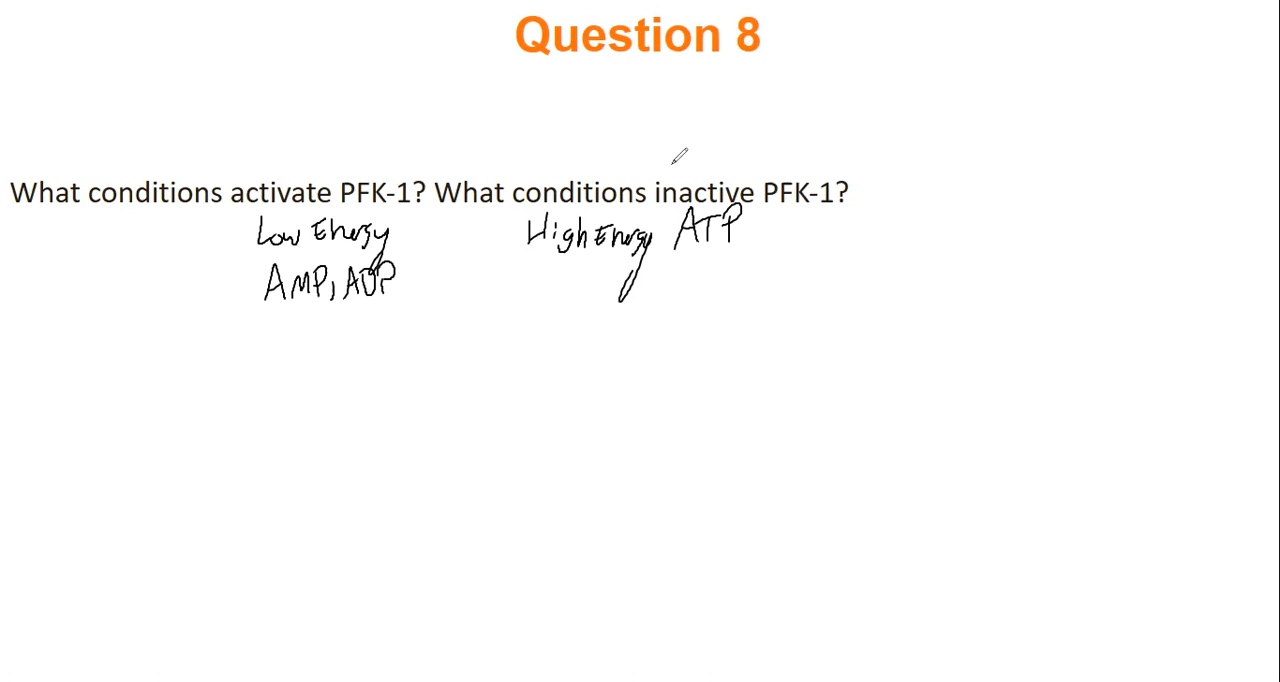 Question 8
What conditions activate PFK-1? What conditions inactive PFK-1?
Low Energy High Energy ATP
AMP, ADP